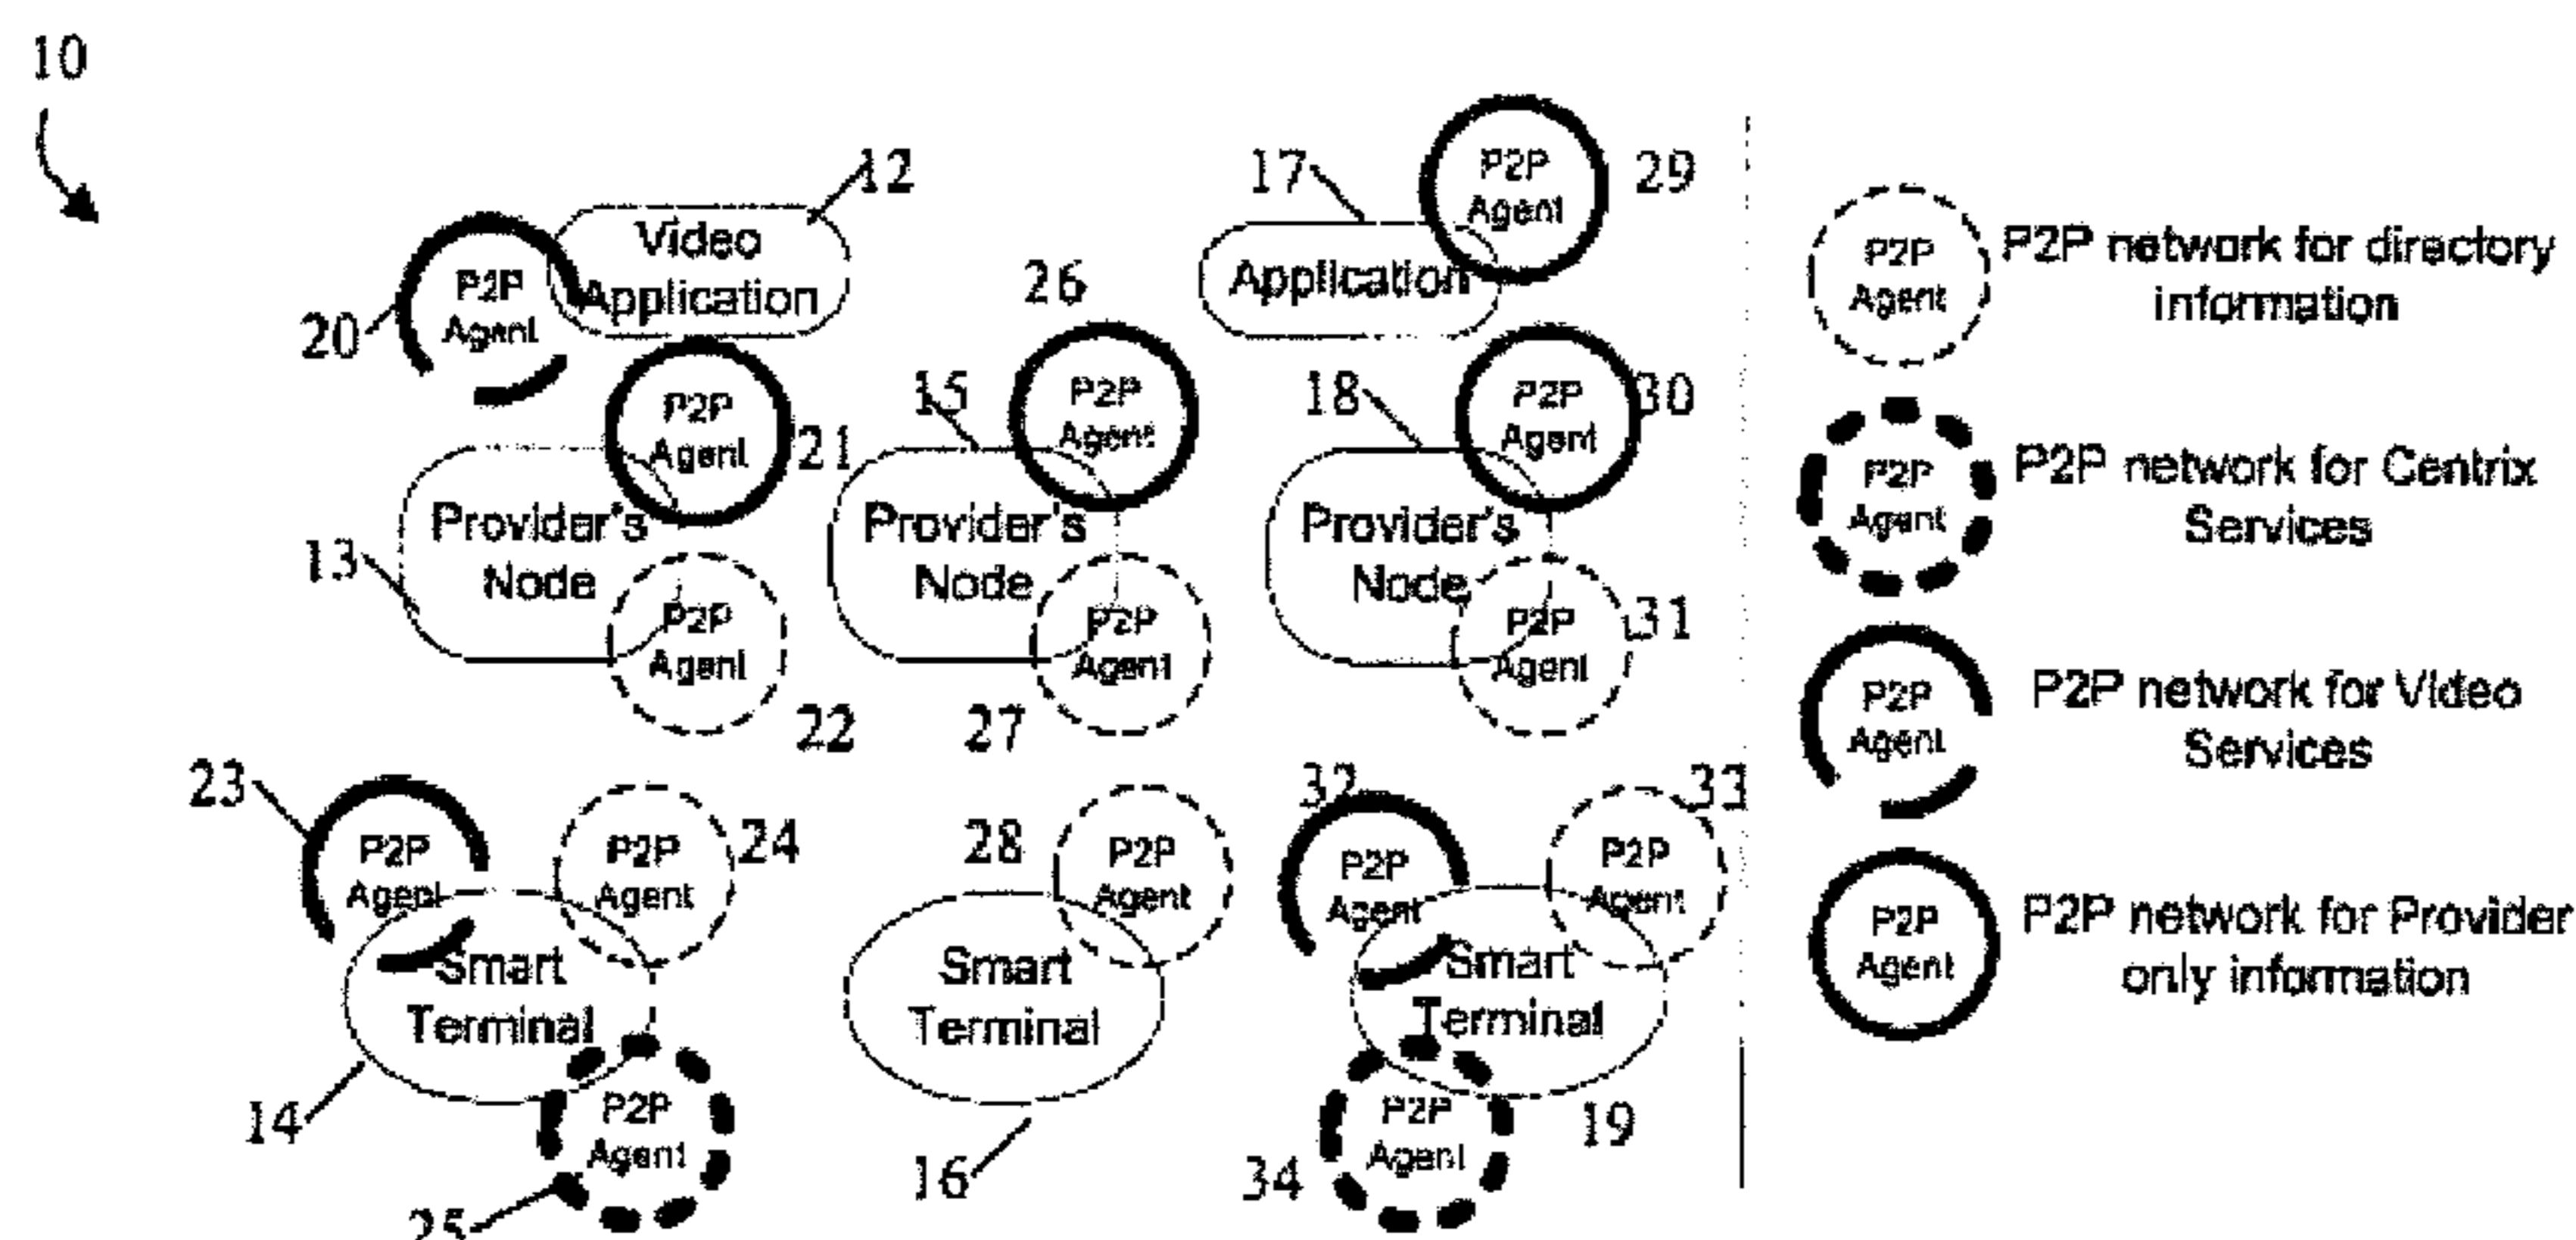 10
12
Video
Application
P2P
Agent
20
17
Application
P2P
Agent
29
P2P
Agent
21
15
26
P2P
Agent
18
P2P
Agent
30
13
Provider's
Node
Provider's
Node
Provider's
Node
P2P
Agent
22
27
P2P
Agent
P2P
Agent
31
23
P2P
Agent
P2P
Agent
24
28
P2P
Agent
32
P2P
Agent
33
P2P
Agent
Smart
Terminal
Smart
Terminal
Smart
Terminal
14
P2P
Agent
25
16
34
P2P
Agent
19
P2P
Agent
P2P network for directory
information
P2P
Agent
P2P network for Centrix
Services
P2P
Agent
P2P network for Video
Services
P2P
Agent
P2P network for Provider
only information